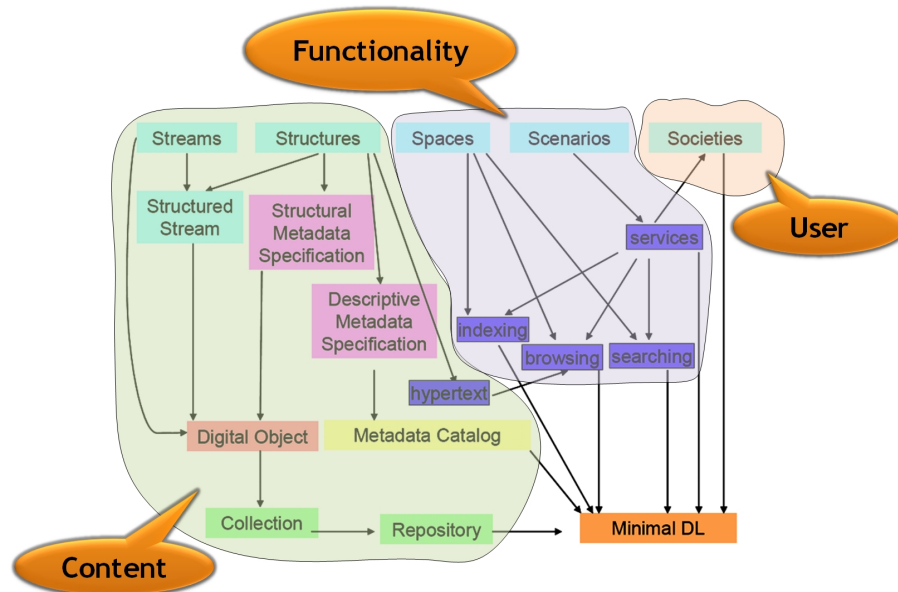 Functionality
Streams
Structures
Spaces
Scenarios
Societies
Structured
Stream
Structural
Metadata
Specification
services
User
Descriptive
Metadata
Specification
indexing
browsing
searching
hypertext
Digital Object
Metadata Catalog
Collection
Repository
Minimal DL
Content